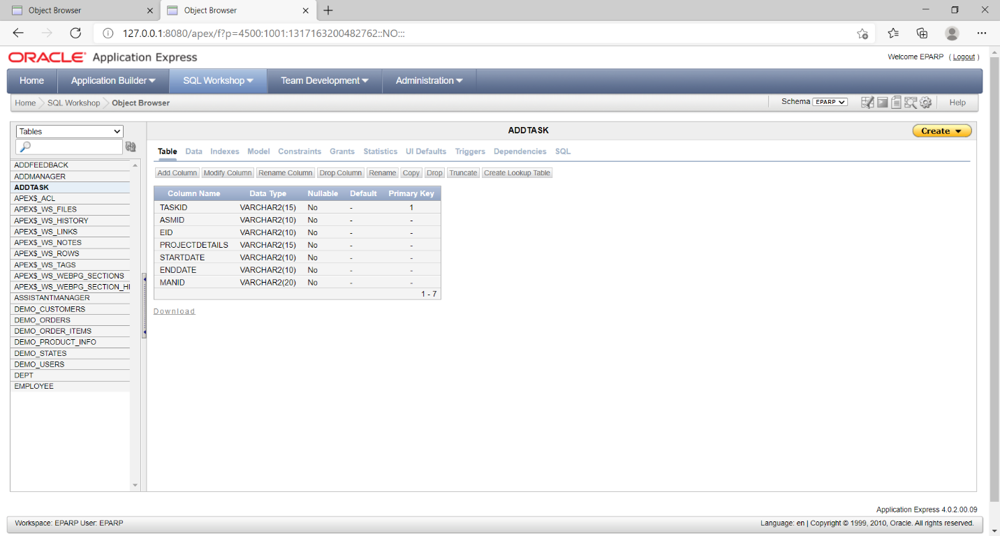 Object Browser
Object Browser
127.0.0.1:8080/apex/f?p=4500:1001:1317163200482762::NO:::
ORACLE Application Express
Welcome EPARP ( Logout )
Home Application Builder SQL Workshop Team Development Administration
Home SQL Workshop Object Browser
Schema EPARP Help
Tables
ADDTASK
Create
Table Data Indexes Model Constraints Grants Statistics UI Defaults Triggers Dependencies SQL
Add Column Modify Column Rename Column Drop Column Rename Copy Drop Truncate Create Lookup Table
ADDFEEDBACK
ADDMANAGER
ADDTASK
APEX$_ACL
APEX$_WS_FILES
APEX$_WS_HISTORY
APEX$_WS_LINKS
APEX$_WS_NOTES
APEX$_WS_ROWS
APEX$_WS_TAGS
APEX$_WS_WEBPG_SECTIONS
APEX$_WS_WEBPG_SECTION_HI
ASSISTANTMANAGER
DEMO_CUSTOMERS
DEMO_ORDERS
DEMO_ORDER_ITEMS
DEMO_PRODUCT_INFO
DEMO_STATES
DEMO_USERS
DEPT
EMPLOYEE
Column Name Data Type Nullable Default Primary Key
TASKID VARCHAR2(15) No - 1
ASMID VARCHAR2(10) No - -
EID VARCHAR2(10) No - -
PROJECTDETAILS VARCHAR2(15) No - -
STARTDATE VARCHAR2(10) No - -
ENDDATE VARCHAR2(10) No - -
MANID VARCHAR2(20) No - -
1 - 7
Download
Application Express 4.0.2.00.09
Workspace: EPARP User: EPARP
Language: en | Copyright © 1999, 2010, Oracle. All rights reserved.